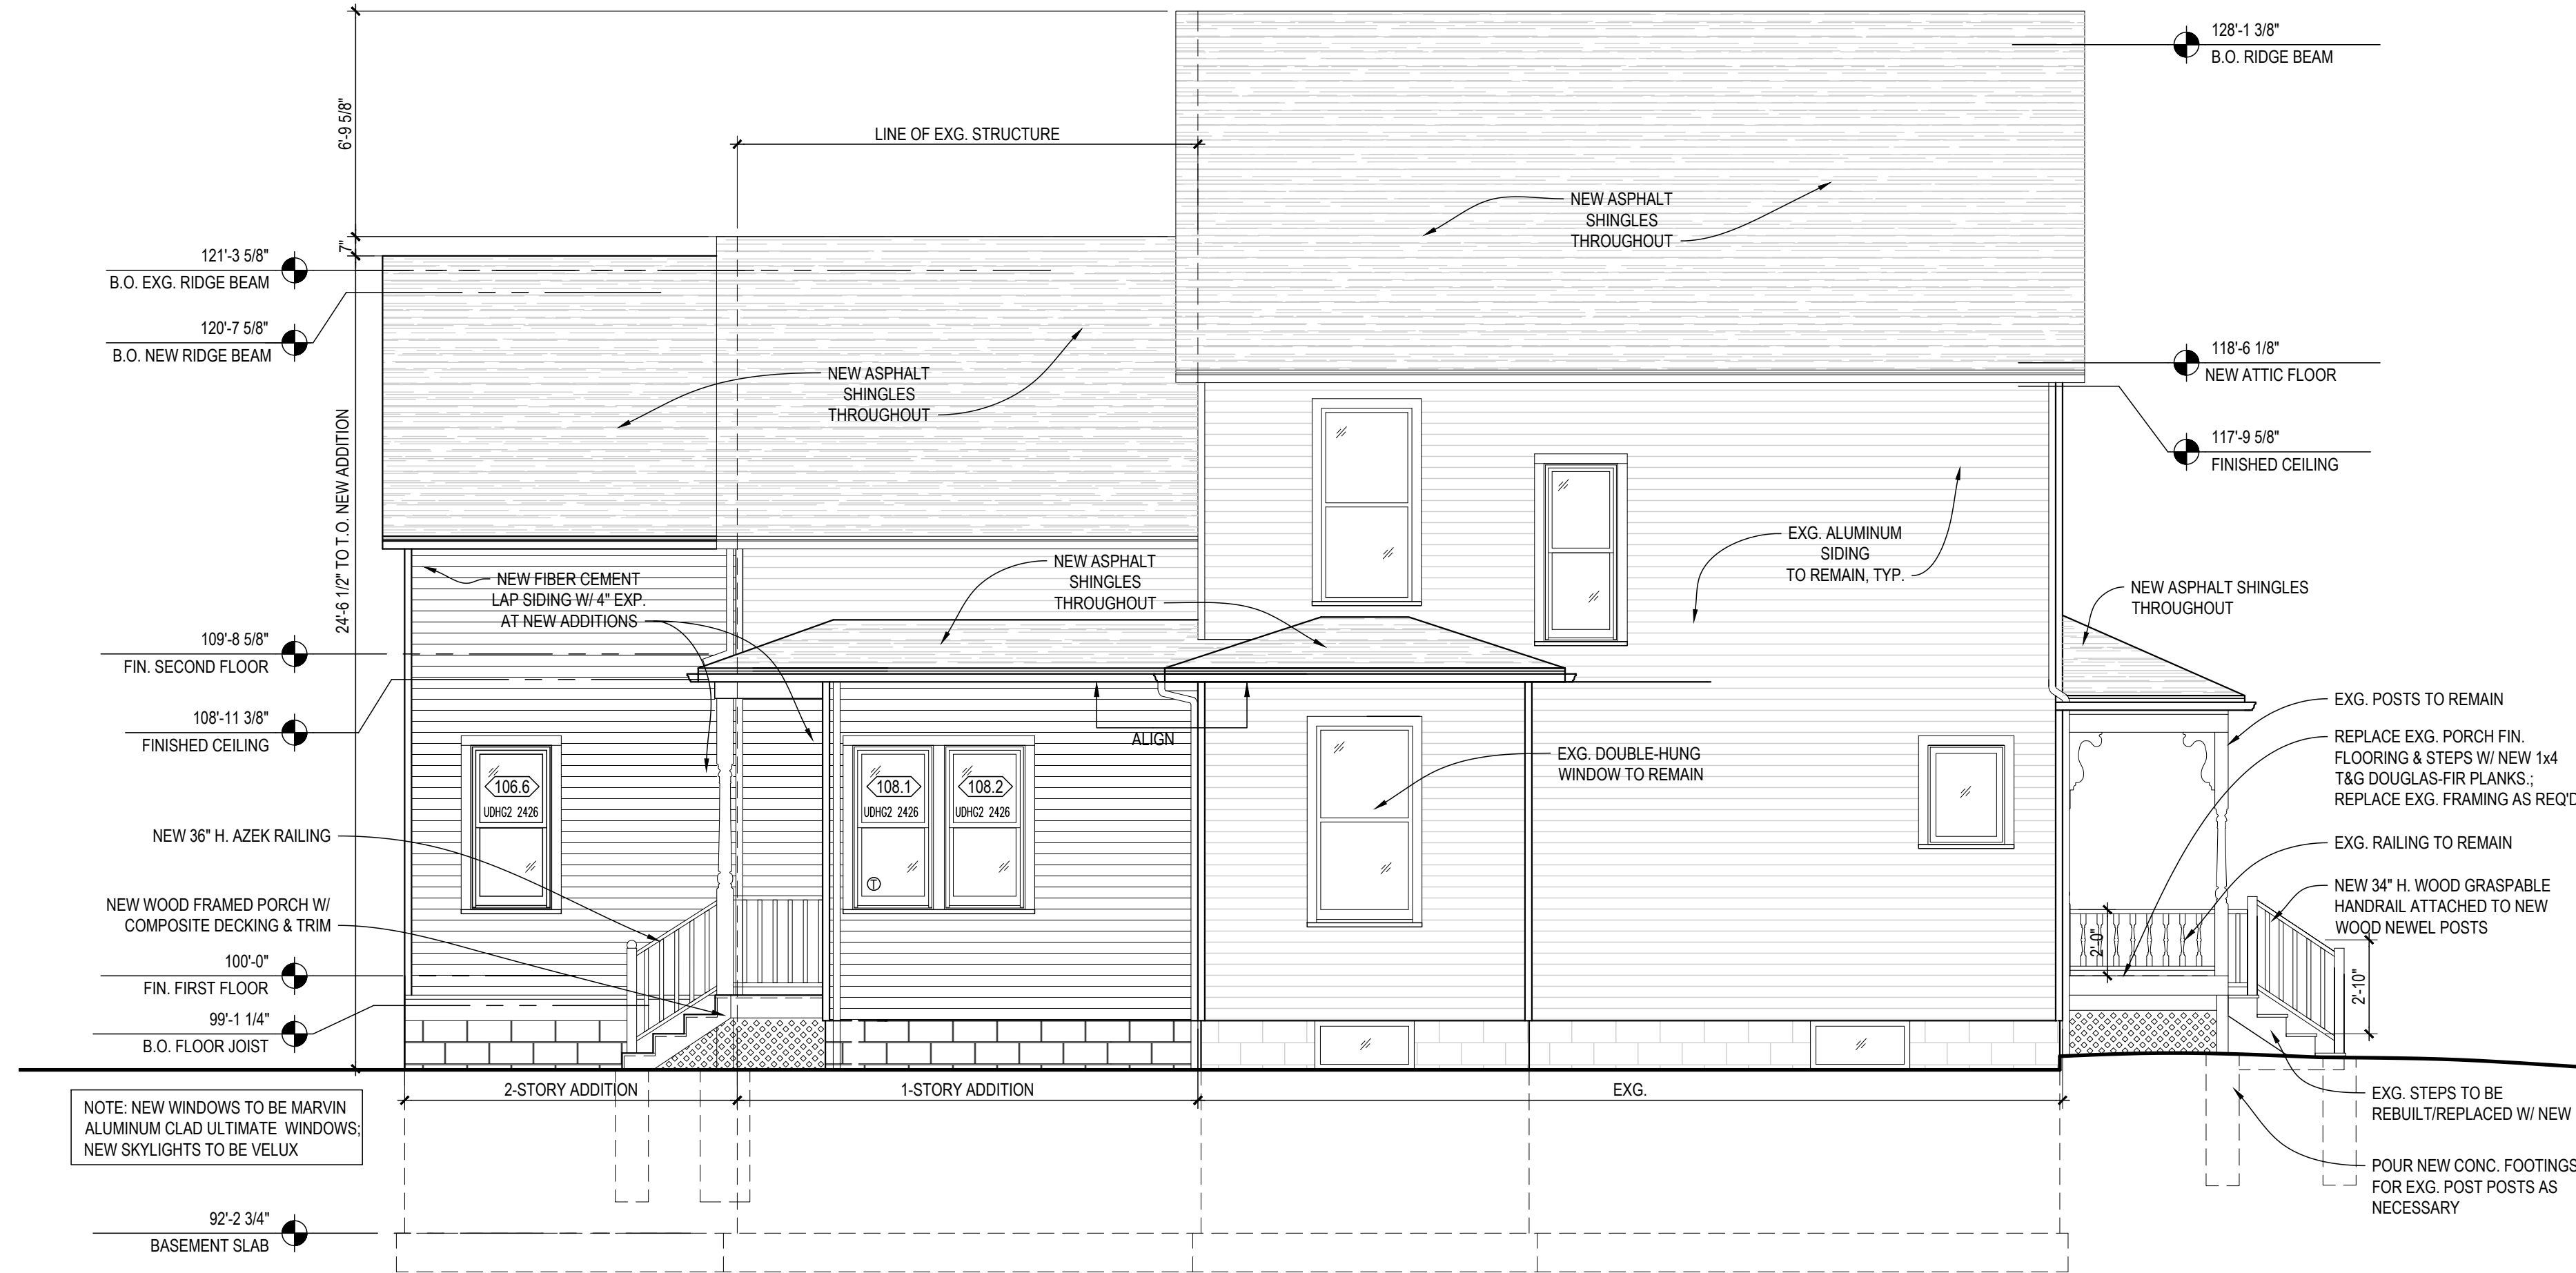 128'-1 3/8"
B.O. RIDGE BEAM
6'-9 5/8"
LINE OF EXG. STRUCTURE
NEW ASPHALT
SHINGLES
THROUGHOUT
7"
121'-3 5/8"
B.O. EXG. RIDGE BEAM
120'-7 5/8"
B.O. NEW RIDGE BEAM
118'-6 1/8"
NEW ATTIC FLOOR
NEW ASPHALT
SHINGLES
THROUGHOUT
117'-9 5/8"
FINISHED CEILING
24'-6 1/2" TO T.O. NEW ADDITION
EXG. ALUMINUM
SIDING
TO REMAIN, TYP.
NEW ASPHALT
SHINGLES
THROUGHOUT
NEW FIBER CEMENT
LAP SIDING W/ 4" EXP.
AT NEW ADDITIONS
NEW ASPHALT SHINGLES
THROUGHOUT
109'-8 5/8"
FIN. SECOND FLOOR
108'-11 3/8"
FINISHED CEILING
ALIGN
EXG. POSTS TO REMAIN
REPLACE EXG. PORCH FIN.
FLOORING & STEPS W/ NEW 1x4
T&G DOUGLAS-FIR PLANKS.;
REPLACE EXG. FRAMING AS REQ'D
EXG. DOUBLE-HUNG
WINDOW TO REMAIN
106.6
UDHG2 2426
108.1
UDHG2 2426
108.2
UDHG2 2426
T
NEW 36" H. AZEK RAILING
EXG. RAILING TO REMAIN
NEW WOOD FRAMED PORCH W/
COMPOSITE DECKING & TRIM
NEW 34" H. WOOD GRASPABLE
HANDRAIL ATTACHED TO NEW
WOOD NEWEL POSTS
2'-0"
2'-10"
100'-0"
FIN. FIRST FLOOR
99'-1 1/4"
B.O. FLOOR JOIST
2-STORY ADDITION
1-STORY ADDITION
EXG.
NOTE: NEW WINDOWS TO BE MARVIN
ALUMINUM CLAD ULTIMATE WINDOWS;
NEW SKYLIGHTS TO BE VELUX
EXG. STEPS TO BE
REBUILT/REPLACED W/ NEW
POUR NEW CONC. FOOTINGS
FOR EXG. POST POSTS AS
NECESSARY
92'-2 3/4"
BASEMENT SLAB